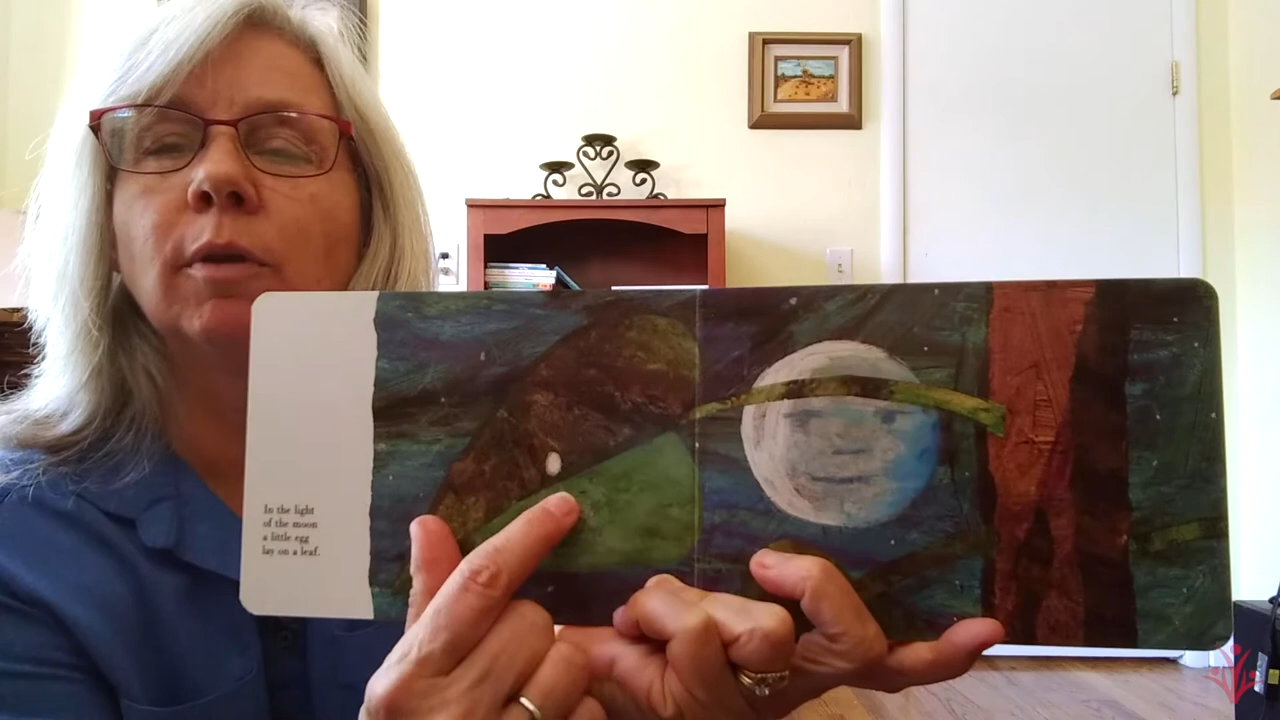 In the light
of the moon
a little egg
lay on a leaf.